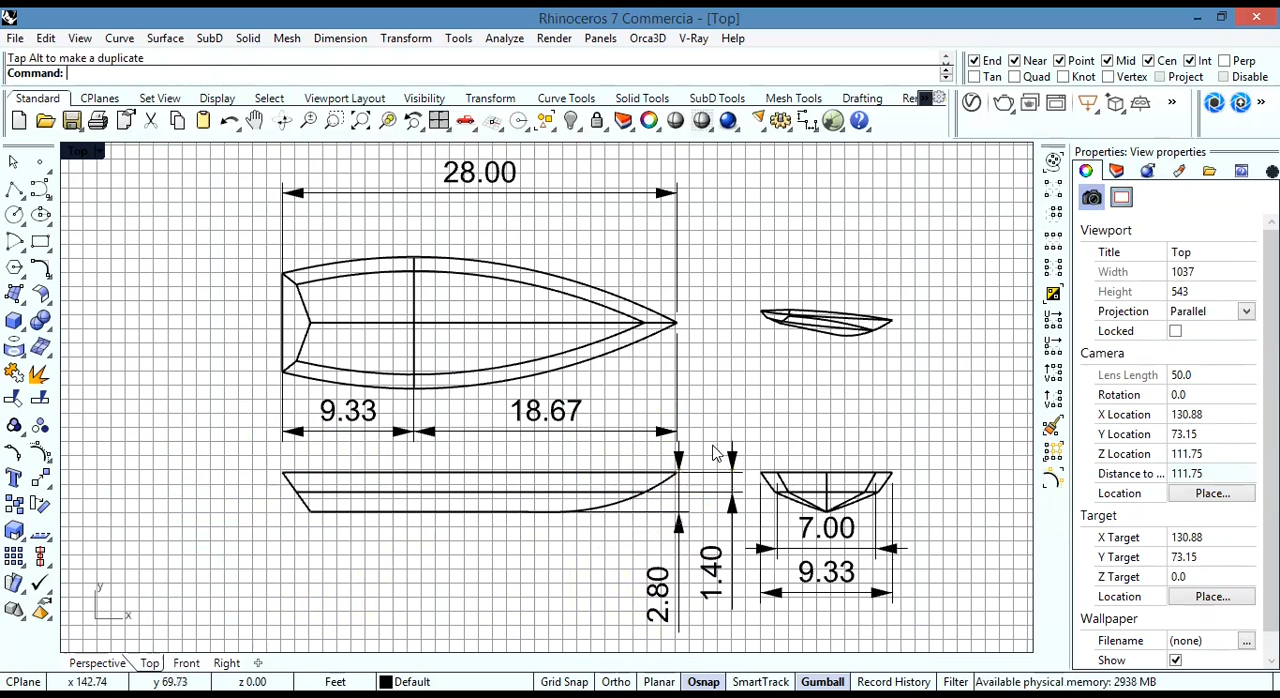 Rhinoceros 7 Commercia - [Top]
File Edit View Curve Surface SubD Solid Mesh Dimension Transform Tools Analyze Render Panels Orca3D V-Ray Help
Tap Alt to make a duplicate
Command:
End Near Point Mid Cen Int Perp
Tan Quad Knot Vertex Project Disable
Standard CPlanes Set View Display Select Viewport Layout Visibility Transform Curve Tools Solid Tools SubD Tools Mesh Tools Drafting Re
Top
28.00
9.33 18.67
7.00
9.33
2.80
1.40
y
x
Properties: View properties
Viewport
Title Top
Width 1037
Height 543
Projection Parallel
Locked
Camera
Lens Length 50.0
Rotation 0.0
X Location 130.88
Y Location 73.15
Z Location 111.75
Distance to ... 111.75
Location Place...
Target
X Target 130.88
Y Target 73.15
Z Target 0.0
Location Place...
Wallpaper
Filename (none) ...
Show
Perspective Top Front Right
CPlane x 142.74 y 69.73 z 0.00 Feet Default Grid Snap Ortho Planar Osnap SmartTrack Gumball Record History Filter Available physical memory: 2938 MB